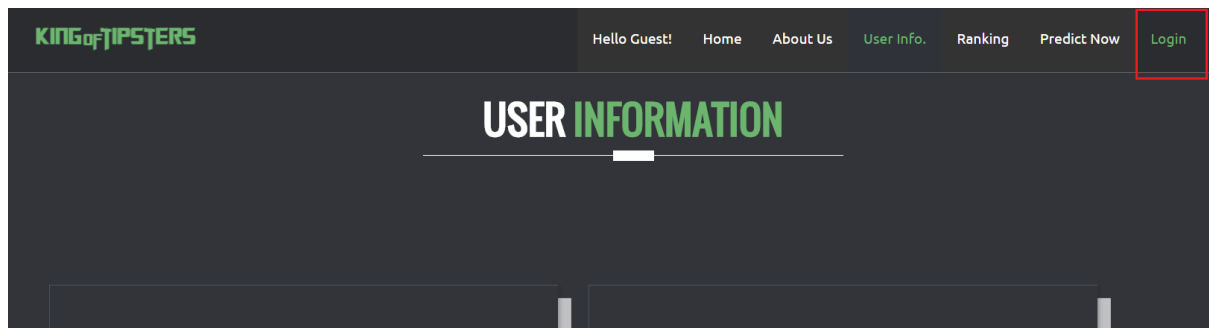 KINGOFTIPSTERS Hello Guest! Home About Us User Info. Ranking Predict Now Login
USER INFORMATION